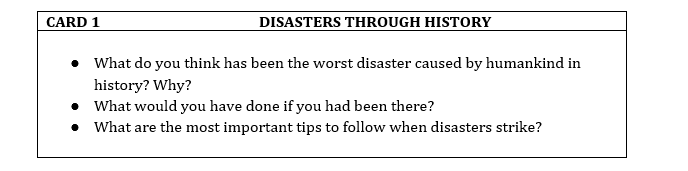 CARD 1 DISASTERS THROUGH HISTORY
● What do you think has been the worst disaster caused by humankind in
history? Why?
● What would you have done if you had been there?
● What are the most important tips to follow when disasters strike?